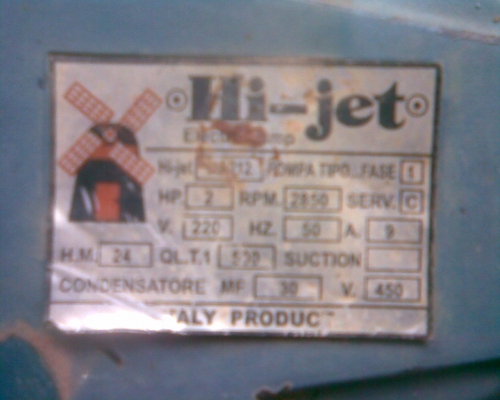 Hi-jet
Hi-jet 12 POMPA TIPO.. FASE 1
HP. 2 RPM. 2850 SERV. C
V. 220 HZ. 50 A. 9
H.M. 24 QL.T.1 SUCTION
CONDENSATORE MF 30 V. 450
ALY PRODUC